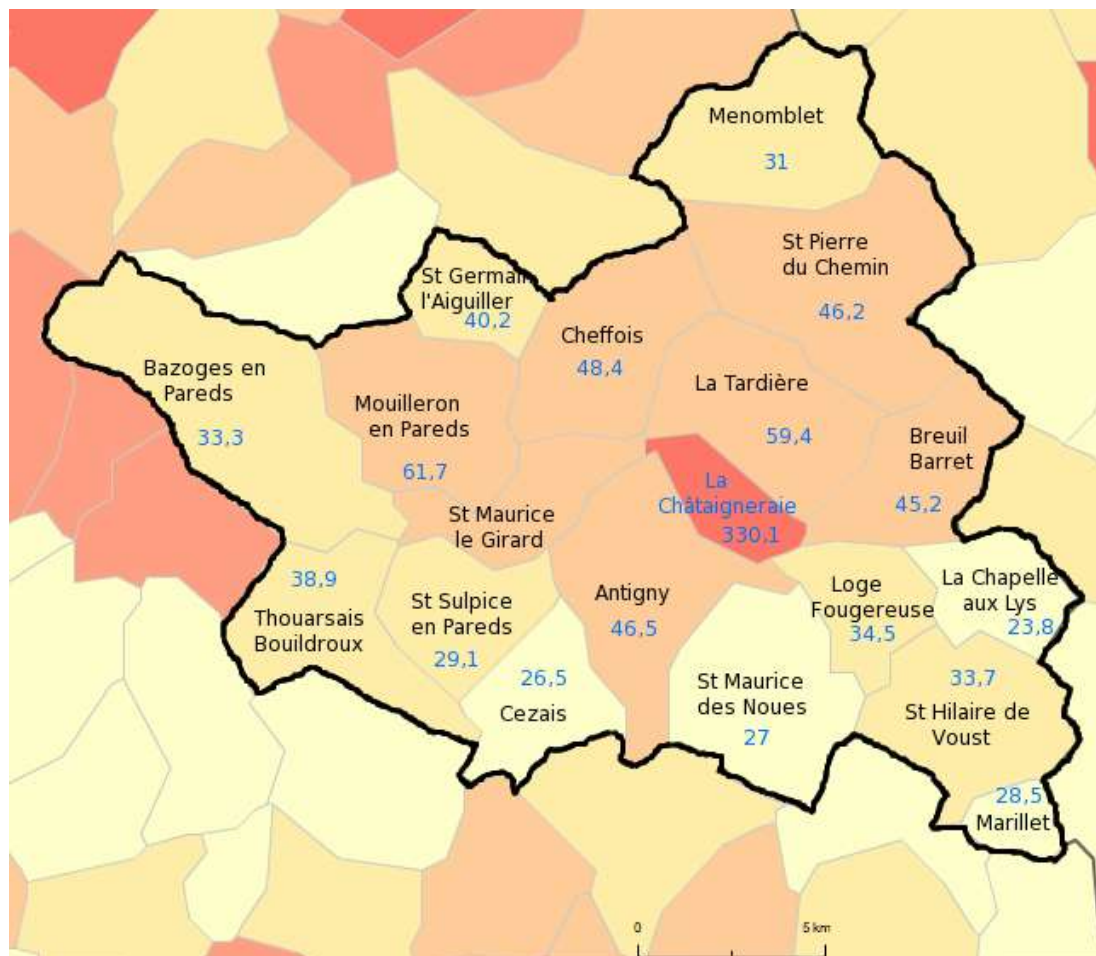 Menomblet
31
St Pierre
du Chemin
46,2
St Germain
l'Aiguiller
40,2
Cheffois
48,4
Bazoges en
Pareds
33,3
La Tardière
59,4
Mouilleron
en Pareds
61,7
Breuil
Barret
45,2
La
Châtaigneraie
330,1
St Maurice
le Girard
38,9
Thouarsais
Bouildroux
St Sulpice
en Pareds
29,1
Antigny
46,5
Loge
Fougereuse
34,5
La Chapelle
aux Lys
23,8
26,5
Cezais
St Maurice
des Noues
27
33,7
St Hilaire de
Voust
28,5
Marillet
0 5 km